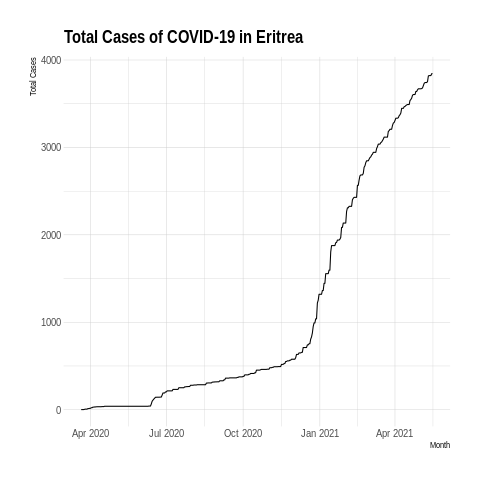 Total Cases of COVID-19 in Eritrea
Total Cases
4000
3000
2000
1000
0
Apr 2020 Jul 2020 Oct 2020 Jan 2021 Apr 2021
Month